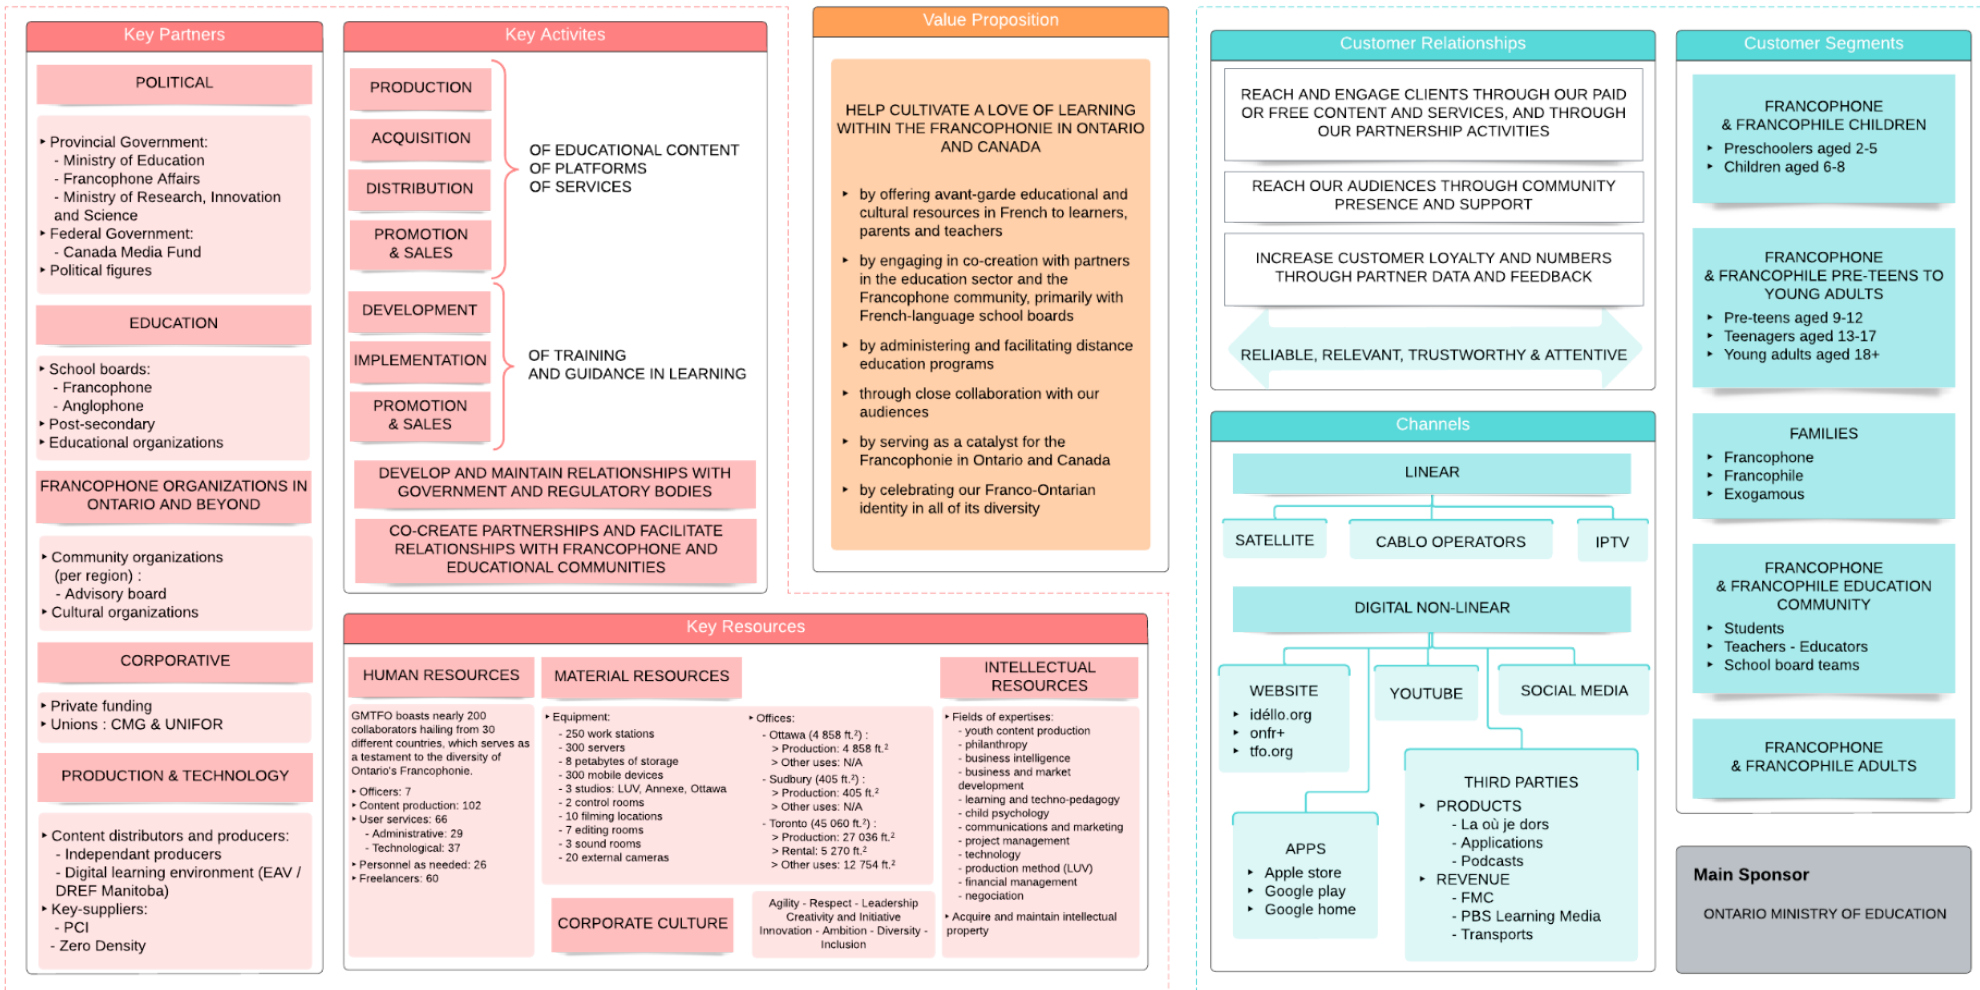 Key Partners
POLITICAL
‣ Provincial Government:
- Ministry of Education
- Francophone Affairs
- Ministry of Research, Innovation
and Science
‣ Federal Government:
- Canada Media Fund
‣ Political figures
EDUCATION
‣ School boards:
- Francophone
- Anglophone
‣ Post-secondary
‣ Educational organizations
FRANCOPHONE ORGANIZATIONS IN
ONTARIO AND BEYOND
‣ Community organizations
(per region) :
- Advisory board
‣ Cultural organizations
CORPORATIVE
‣ Private funding
‣ Unions : CMG & UNIFOR
PRODUCTION & TECHNOLOGY
‣ Content distributors and producers:
- Independant producers
- Digital learning environment (EAV /
DREF Manitoba)
‣ Key-suppliers:
- PCI
- Zero Density
Key Activites
PRODUCTION
ACQUISITION
DISTRIBUTION
PROMOTION
& SALES
OF EDUCATIONAL CONTENT
OF PLATFORMS
OF SERVICES
DEVELOPMENT
IMPLEMENTATION
PROMOTION
& SALES
OF TRAINING
AND GUIDANCE IN LEARNING
DEVELOP AND MAINTAIN RELATIONSHIPS WITH
GOVERNMENT AND REGULATORY BODIES
CO-CREATE PARTNERSHIPS AND FACILITATE
RELATIONSHIPS WITH FRANCOPHONE AND
EDUCATIONAL COMMUNITIES
Key Resources
HUMAN RESOURCES
GMTFO boasts nearly 200
collaborators hailing from 30
different countries, which serves as
a testament to the diversity of
Ontario's Francophonie.
‣ Officers: 7
‣ Content production: 102
‣ User services: 66
- Administrative: 29
- Technological: 37
‣ Personnel as needed: 26
‣ Freelancers: 60
MATERIAL RESOURCES
‣ Equipment:
- 250 work stations
- 300 servers
- 8 petabytes of storage
- 300 mobile devices
- 3 studios: LUV, Annexe, Ottawa
- 2 control rooms
- 10 filming locations
- 7 editing rooms
- 3 sound rooms
- 20 external cameras
‣ Offices:
- Ottawa (4 858 ft.²) :
> Production: 4 858 ft.²
> Other uses: N/A
- Sudbury (405 ft.²) :
> Production: 405 ft.²
> Other uses: N/A
- Toronto (45 060 ft.²) :
> Production: 27 036 ft.²
> Rental: 5 270 ft.²
> Other uses: 12 754 ft.²
CORPORATE CULTURE
Agility - Respect - Leadership
Creativity and Initiative
Innovation - Ambition - Diversity -
Inclusion
INTELLECTUAL
RESOURCES
‣ Fields of expertises:
- youth content production
- philanthropy
- business intelligence
- business and market
development
- learning and techno-pedagogy
- child psychology
- communications and marketing
- project management
- technology
- production method (LUV)
- financial management
- negociation
‣ Acquire and maintain intellectual
property
Value Proposition
HELP CULTIVATE A LOVE OF LEARNING
WITHIN THE FRANCOPHONIE IN ONTARIO
AND CANADA
‣ by offering avant-garde educational and
cultural resources in French to learners,
parents and teachers
‣ by engaging in co-creation with partners
in the education sector and the
Francophone community, primarily with
French-language school boards
‣ by administering and facilitating distance
education programs
‣ through close collaboration with our
audiences
‣ by serving as a catalyst for the
Francophonie in Ontario and Canada
‣ by celebrating our Franco-Ontarian
identity in all of its diversity
Customer Relationships
REACH AND ENGAGE CLIENTS THROUGH OUR PAID
OR FREE CONTENT AND SERVICES, AND THROUGH
OUR PARTNERSHIP ACTIVITIES
REACH OUR AUDIENCES THROUGH COMMUNITY
PRESENCE AND SUPPORT
INCREASE CUSTOMER LOYALTY AND NUMBERS
THROUGH PARTNER DATA AND FEEDBACK
RELIABLE, RELEVANT, TRUSTWORTHY & ATTENTIVE
Channels
LINEAR
SATELLITE
CABLO OPERATORS
IPTV
DIGITAL NON-LINEAR
WEBSITE
‣ idéllo.org
‣ onfr+
‣ tfo.org
YOUTUBE
SOCIAL MEDIA
APPS
‣ Apple store
‣ Google play
‣ Google home
THIRD PARTIES
‣ PRODUCTS
- La où je dors
- Applications
- Podcasts
‣ REVENUE
- FMC
- PBS Learning Media
- Transports
Customer Segments
FRANCOPHONE
& FRANCOPHILE CHILDREN
‣ Preschoolers aged 2-5
‣ Children aged 6-8
FRANCOPHONE
& FRANCOPHILE PRE-TEENS TO
YOUNG ADULTS
‣ Pre-teens aged 9-12
‣ Teenagers aged 13-17
‣ Young adults aged 18+
FAMILIES
‣ Francophone
‣ Francophile
‣ Exogamous
FRANCOPHONE
& FRANCOPHILE EDUCATION
COMMUNITY
‣ Students
‣ Teachers - Educators
‣ School board teams
FRANCOPHONE
& FRANCOPHILE ADULTS
Main Sponsor
ONTARIO MINISTRY OF EDUCATION